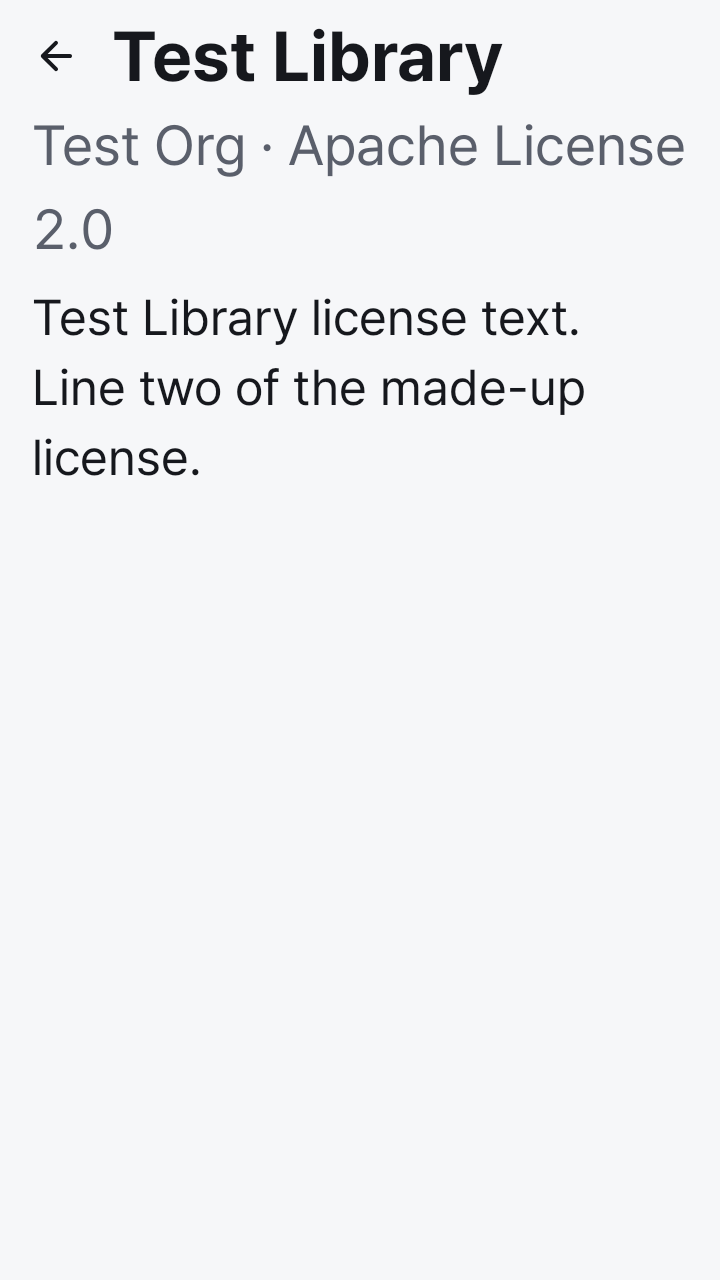 Test Library
Test Org · Apache License
2.0
Test Library license text.
Line two of the made-up
license.